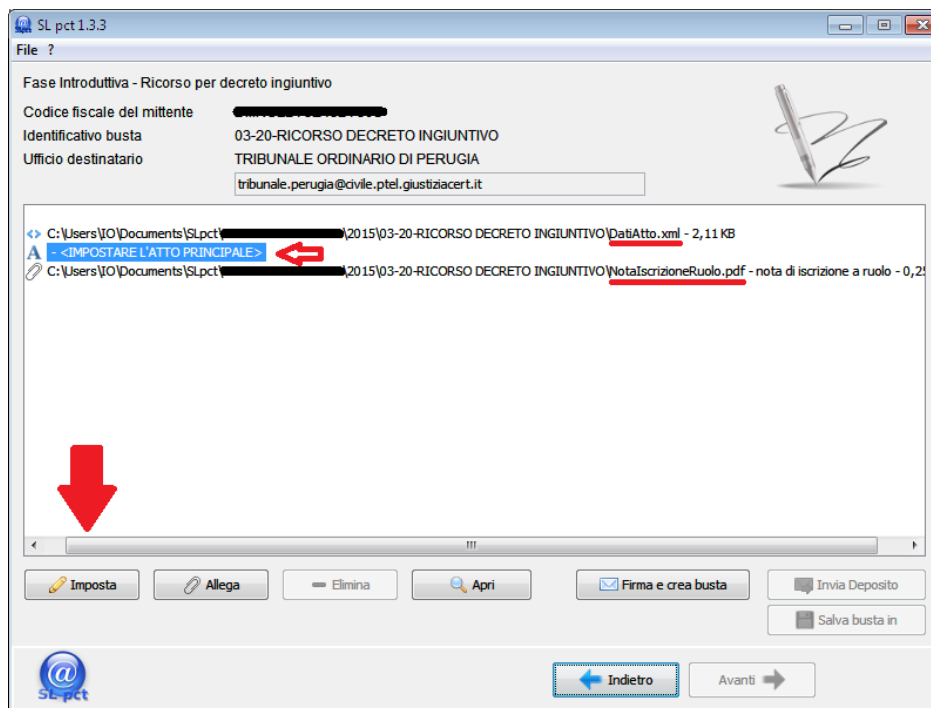 SL pct 1.3.3
File ?
Fase Introduttiva - Ricorso per decreto ingiuntivo
Codice fiscale del mittente
Identificativo busta 03-20-RICORSO DECRETO INGIUNTIVO
Ufficio destinatario TRIBUNALE ORDINARIO DI PERUGIA
tribunale.perugia@civile.ptel.giustiziacert.it
C:\Users\IO\Documents\SLpct\ \2015\03-20-RICORSO DECRETO INGIUNTIVO\DatiAtto.xml - 2,11 KB
A - <IMPOSTARE L'ATTO PRINCIPALE>
C:\Users\IO\Documents\SLpct\ \2015\03-20-RICORSO DECRETO INGIUNTIVO\NotaIscrizioneRuolo.pdf - nota di iscrizione a ruolo - 0,25
Imposta Allega Elimina Apri Firma e crea busta Invia Deposito
Salva busta in
@ SL pct Indietro Avanti